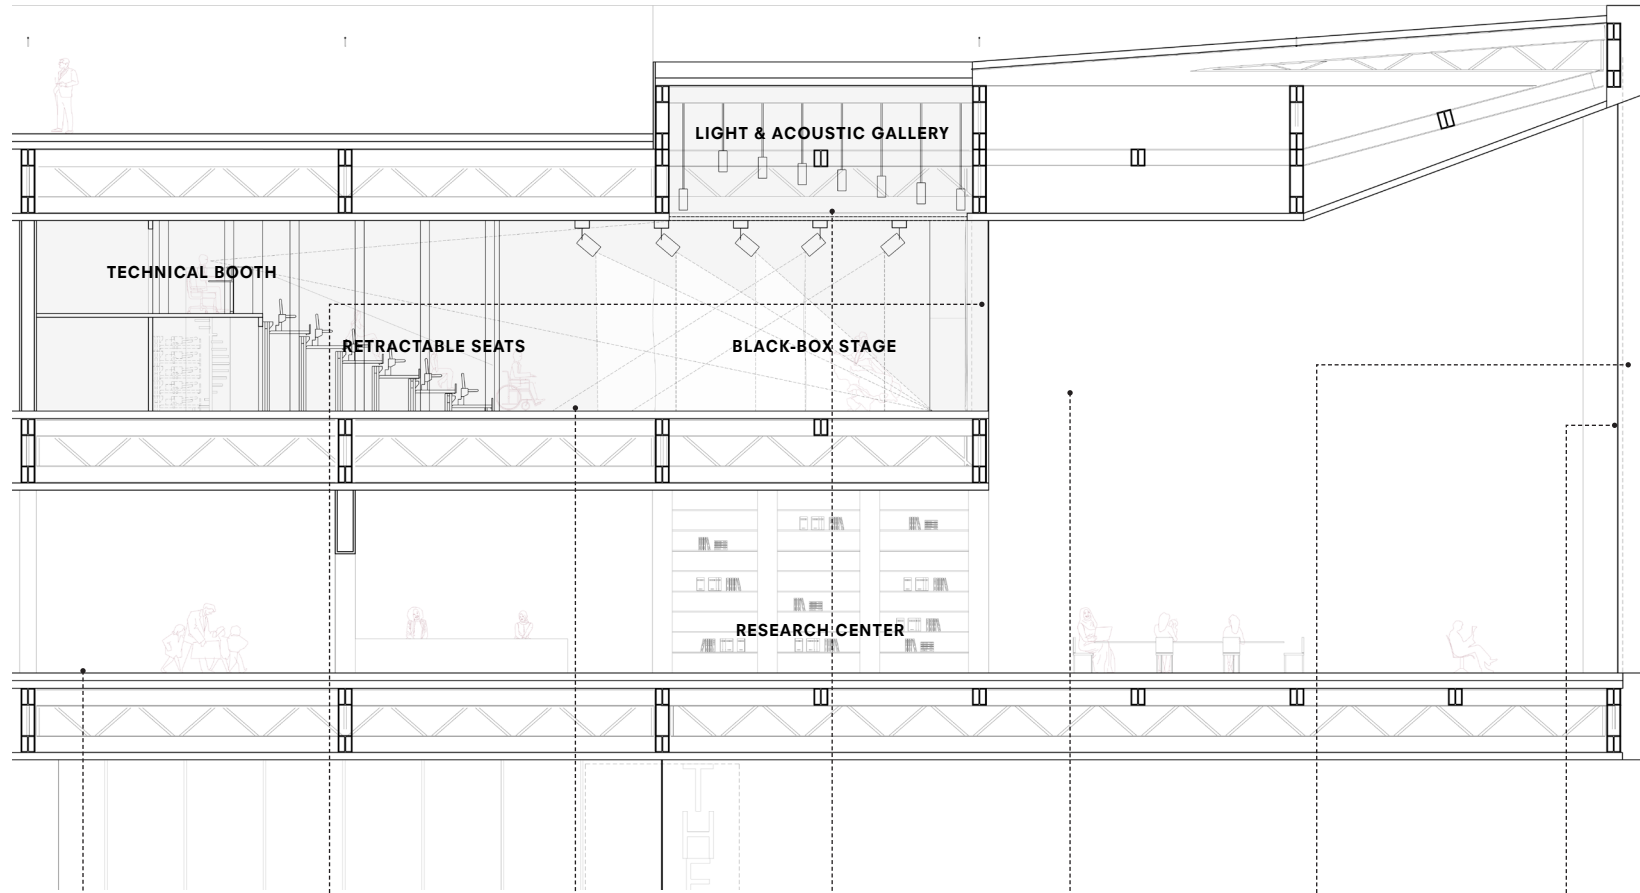 LIGHT & ACOUSTIC GALLERY
TECHNICAL BOOTH
RETRACTABLE SEATS
BLACK-BOX STAGE
RESEARCH CENTER